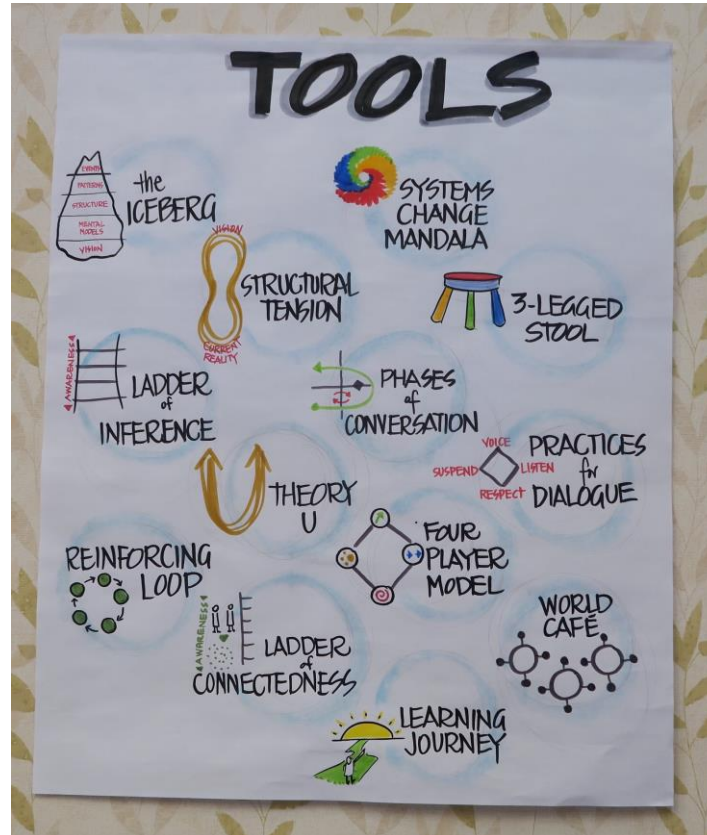 TOOLS
EVENTS
PATTERNS
STRUCTURE
MENTAL
MODELS
VISION
the
ICEBERG
SYSTEMS
CHANGE
MANDALA
VISION
STRUCTURAL
TENSION
CURRENT
REALITY
3-LEGGED
STOOL
AWARENESS
LADDER
of
INFERENCE
PHASES
of
CONVERSATION
VOICE
SUSPEND
LISTEN
RESPECT
PRACTICES
for
DIALOGUE
THEORY
U
FOUR
PLAYER
MODEL
REINFORCING
LOOP
AWARENESS
LADDER
of
CONNECTEDNESS
WORLD
CAFÉ
LEARNING
JOURNEY